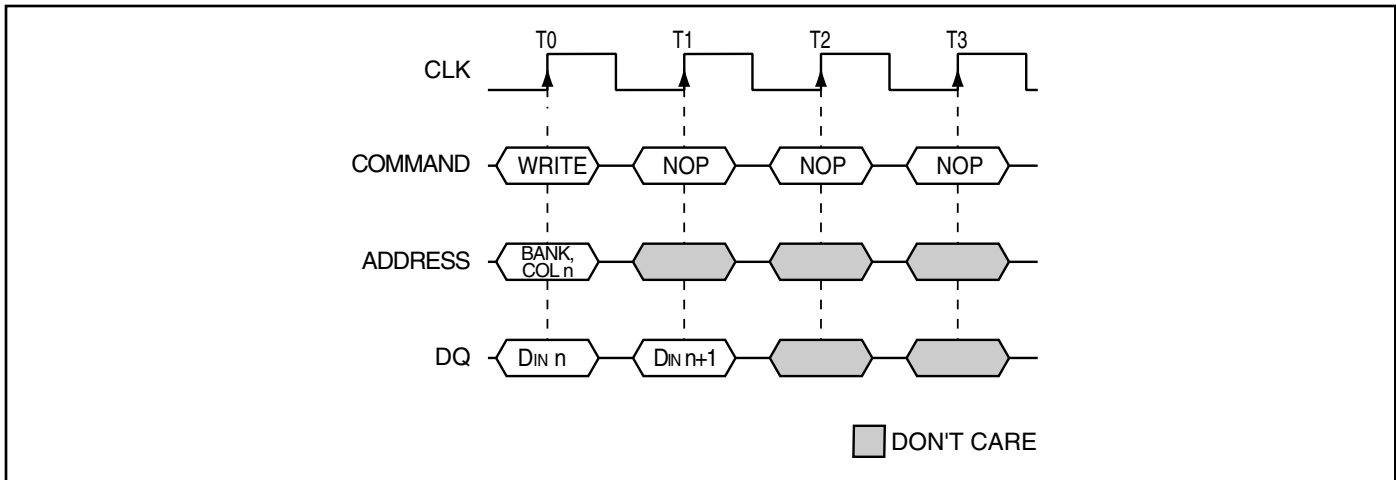 T0 T1 T2 T3
CLK
COMMAND WRITE NOP NOP NOP
ADDRESS BANK,
COL n
DQ DIN n DIN n+1
DON'T CARE